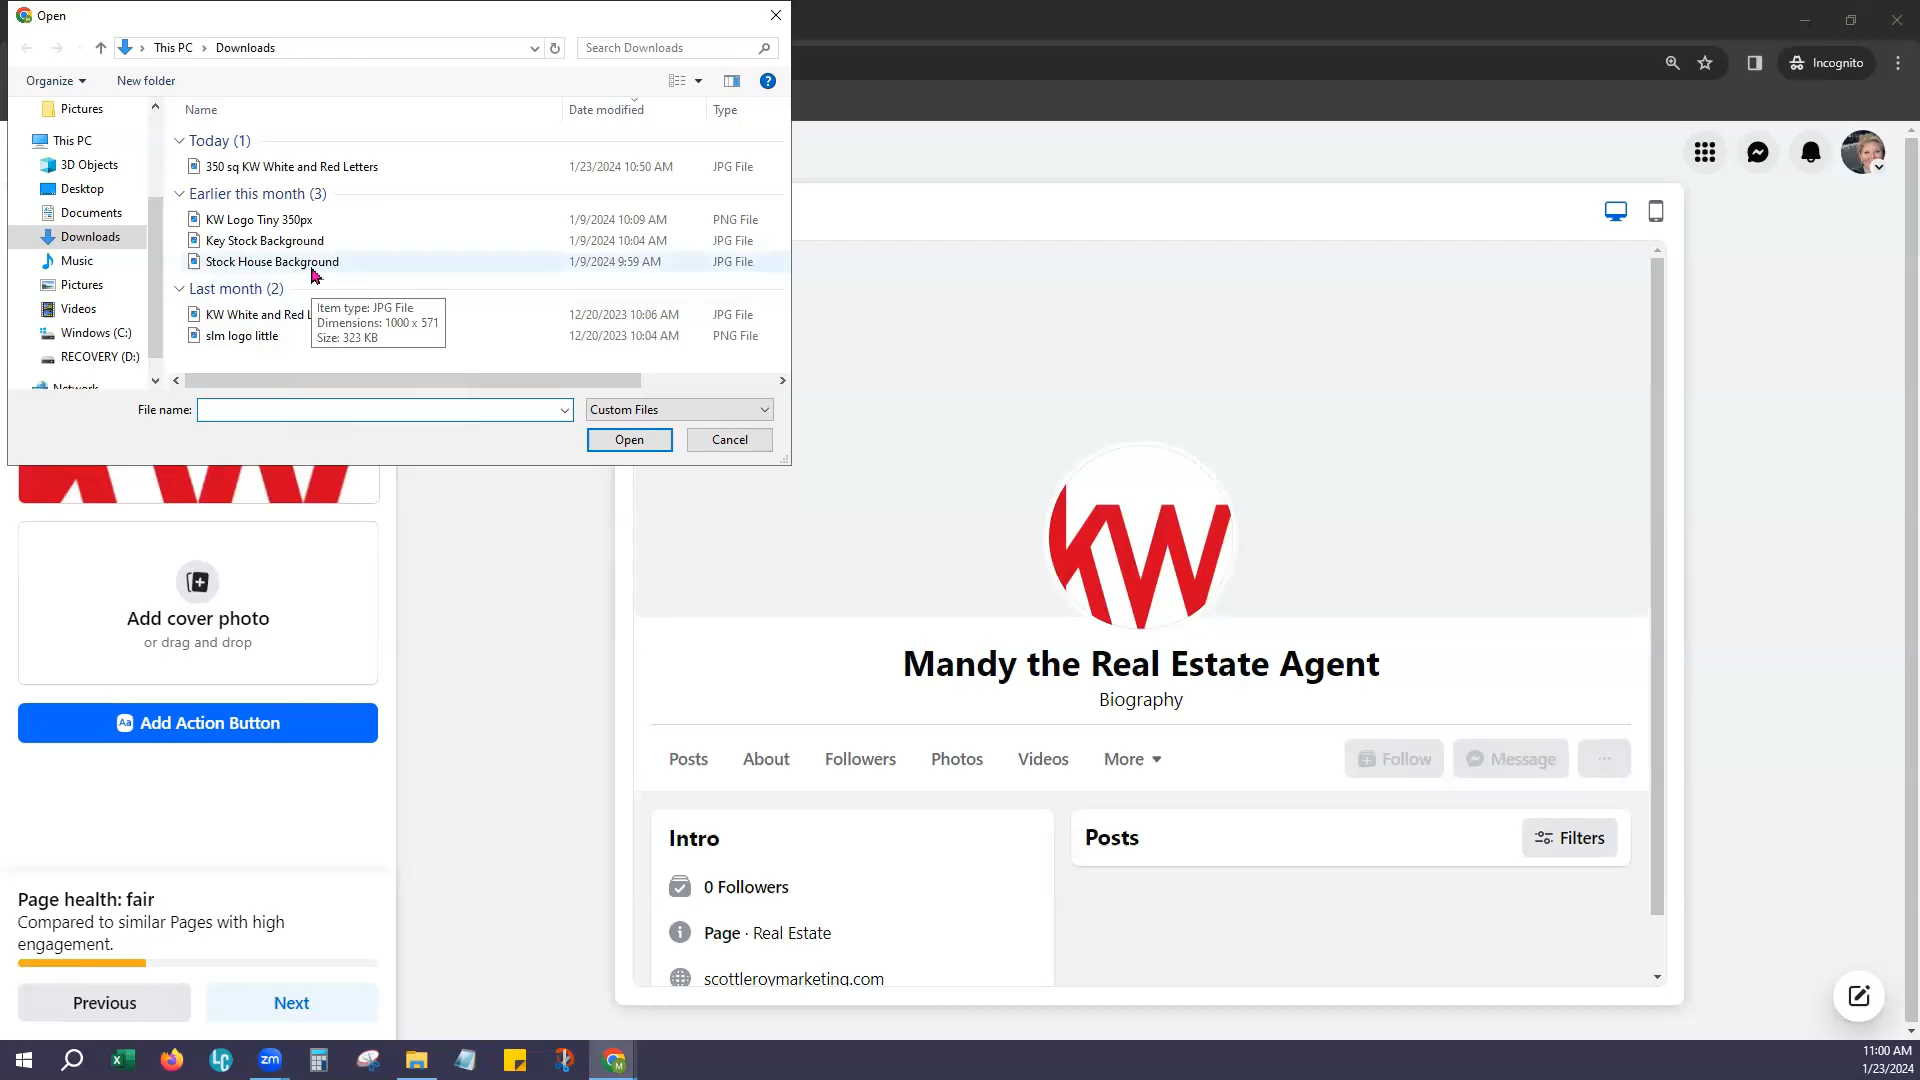 Open
This PC
Downloads
Search Downloads
Incognito
Organize
New folder
Name
Date modified
Type
Pictures
This PC
3D Objects
Desktop
Documents
Downloads
Music
Pictures
Videos
Windows (C:)
RECOVERY (D:)
Network
Today (1)
350 sq KW White and Red Letters 1/23/2024 10:50 AM JPG File
Earlier this month (3)
KW Logo Tiny 350px 1/9/2024 10:09 AM PNG File
Key Stock Background 1/9/2024 10:04 AM JPG File
Stock House Background 1/9/2024 9:59 AM JPG File
Last month (2)
KW White and Red 12/20/2023 10:06 AM JPG File
slm logo little 12/20/2023 10:04 AM PNG File
Item type: JPG File
Dimensions: 1000 x 571
Size: 323 KB
File name:
Custom Files
Open
Cancel
KW
Add cover photo
or drag and drop
Aa Add Action Button
Page health: fair
Compared to similar Pages with high
engagement.
Previous
Next
KW
Mandy the Real Estate Agent
Biography
Posts
About
Followers
Photos
Videos
More
Follow
Message
Intro
0 Followers
Page · Real Estate
scottleroymarketing.com
Posts
Filters
LC
zm
M
11:00 AM
1/23/2024